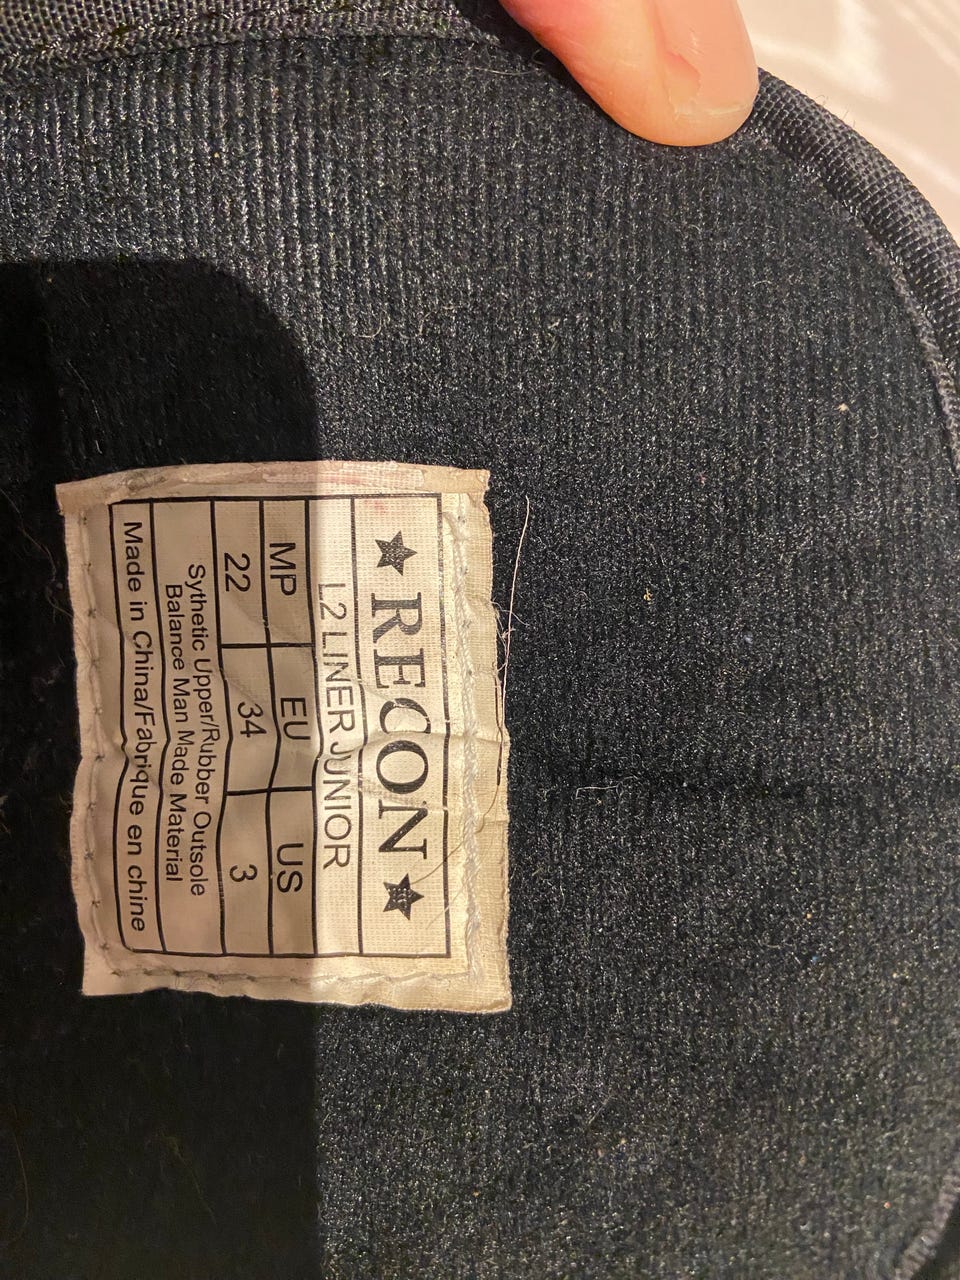 ★ RECON ★
L2 LINER JUNIOR
MP EU US
22 34 3
Sythetic Upper/Rubber Outsole
Balance Man Made Material
Made in China/Fabrique en chine